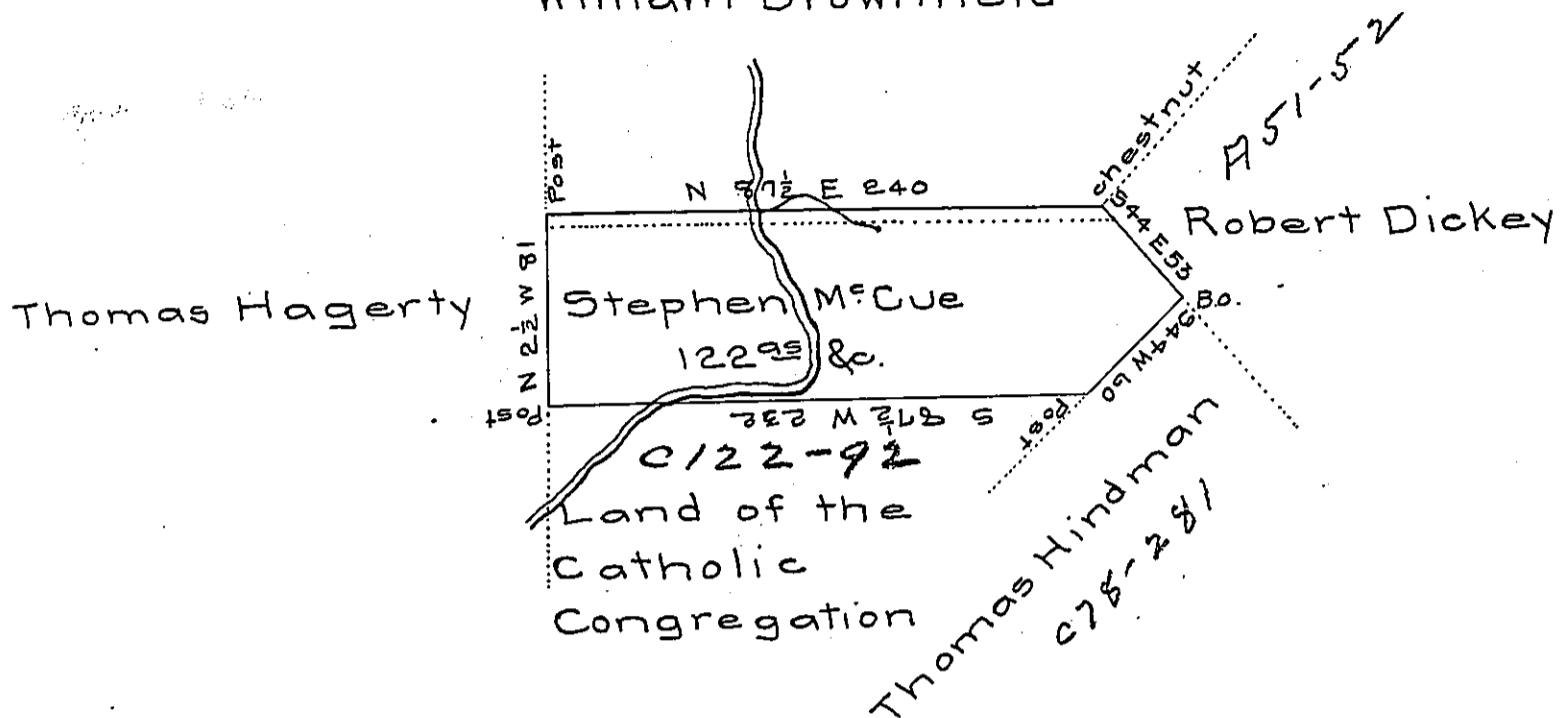 William Brownfield
A51-52
Chestnut
Post
N 87½ E 240
S44 E 53
Robert Dickey
Thomas Hagerty
N 2½ W 81
Stephen McCue
122 as &c.
B.O.
S44 W 60
Post
S 87½ W 232
Post
C122-92
Land of the
Catholic
Congregation
Thomas Hindman
C78-281